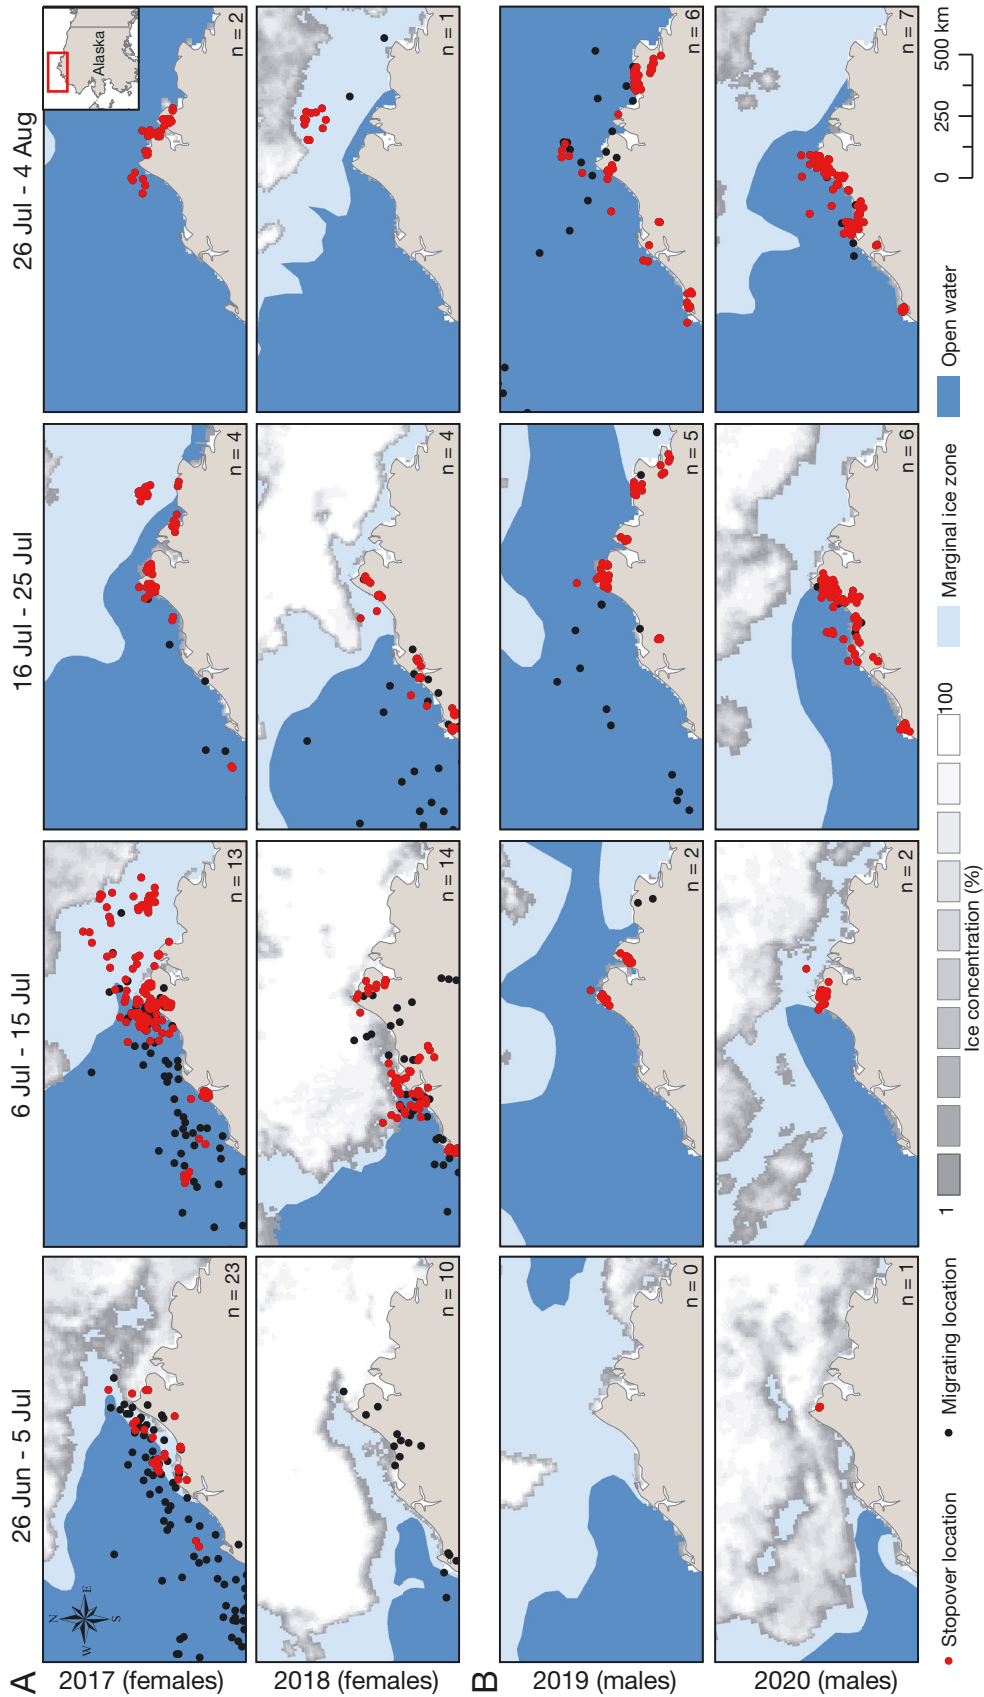 A
26 Jun - 5 Jul
6 Jul - 15 Jul
16 Jul - 25 Jul
26 Jul - 4 Aug
2017 (females)
N
W
E
S
n = 23
n = 13
n = 4
Alaska
n = 2
2018 (females)
n = 10
n = 14
n = 4
n = 1
B
2019 (males)
n = 0
n = 2
n = 5
n = 6
2020 (males)
n = 1
n = 2
n = 6
n = 7
Stopover location
Migrating location
1
100
Ice concentration (%)
Marginal ice zone
Open water
0
250
500 km